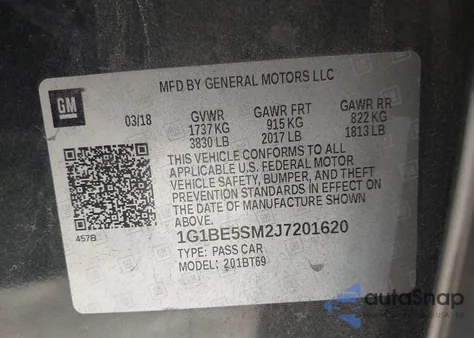 MFD BY GENERAL MOTORS LLC
GM
03/18 GVWR GAWR FRT GAWR RR
1737 KG 915 KG 822 KG
3830 LB 2017 LB 1813 LB
THIS VEHICLE CONFORMS TO ALL
APPLICABLE U.S. FEDERAL MOTOR
VEHICLE SAFETY, BUMPER, AND THEFT
PREVENTION STANDARDS IN EFFECT ON
THE DATE OF MANUFACTURE SHOWN
ABOVE.
457B
1G1BE5SM2J7201620
TYPE: PASS CAR
MODEL: 201BT69
autoSnap